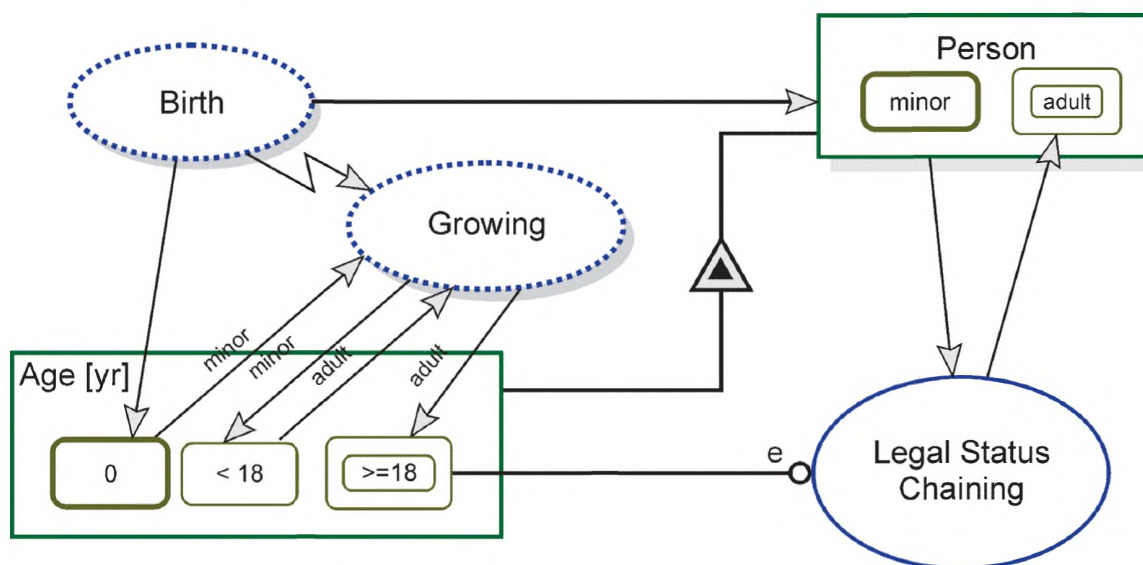 Person
minor
adult
Birth
Growing
minor
minor
adult
adult
Age [yr]
0
< 18
>=18
e
Legal Status
Chaining